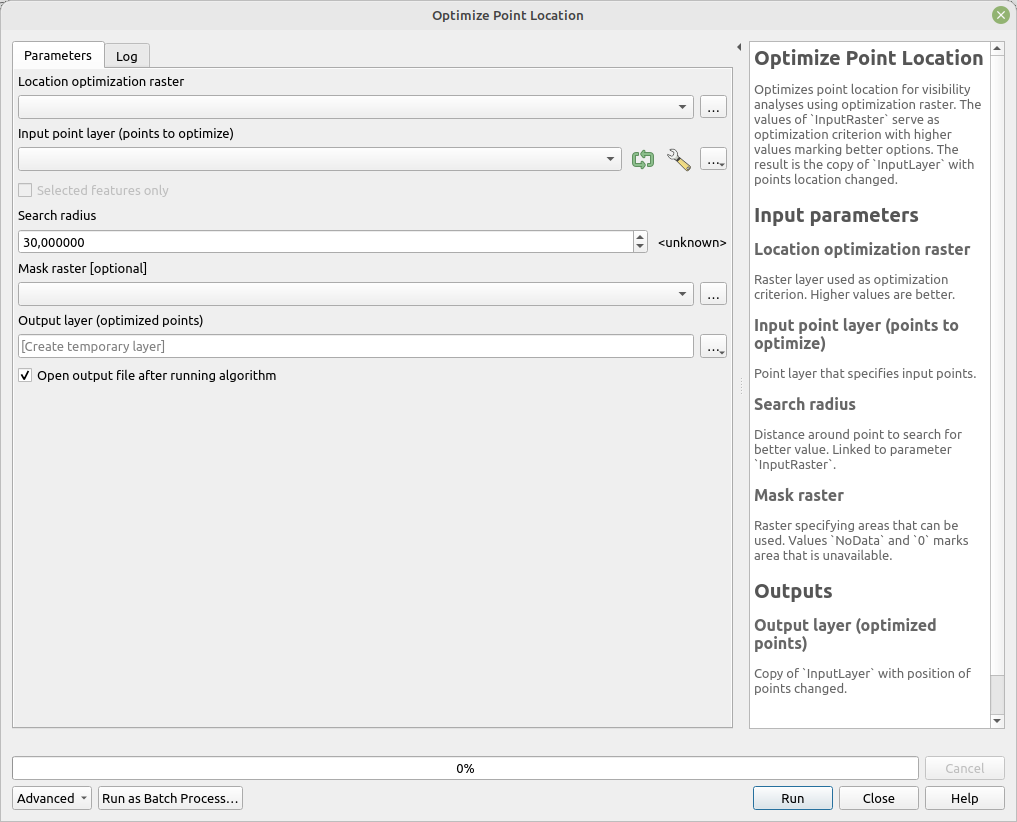 Optimize Point Location
Parameters
Log
Location optimization raster
...
Input point layer (points to optimize)
...
Selected features only
Search radius
30,000000
<unknown>
Mask raster [optional]
...
Output layer (optimized points)
[Create temporary layer]
...
Open output file after running algorithm
Optimize Point Location
Optimizes point location for visibility
analyses using optimization raster. The
values of `InputRaster` serve as
optimization criterion with higher
values marking better options. The
result is the copy of `InputLayer` with
points location changed.
Input parameters
Location optimization raster
Raster layer used as optimization
criterion. Higher values are better.
Input point layer (points to
optimize)
Point layer that specifies input points.
Search radius
Distance around point to search for
better value. Linked to parameter
`InputRaster`.
Mask raster
Raster specifying areas that can be
used. Values `NoData` and `0` marks
area that is unavailable.
Outputs
Output layer (optimized
points)
Copy of `InputLayer` with position of
points changed.
0%
Cancel
Advanced
Run as Batch Process...
Run
Close
Help